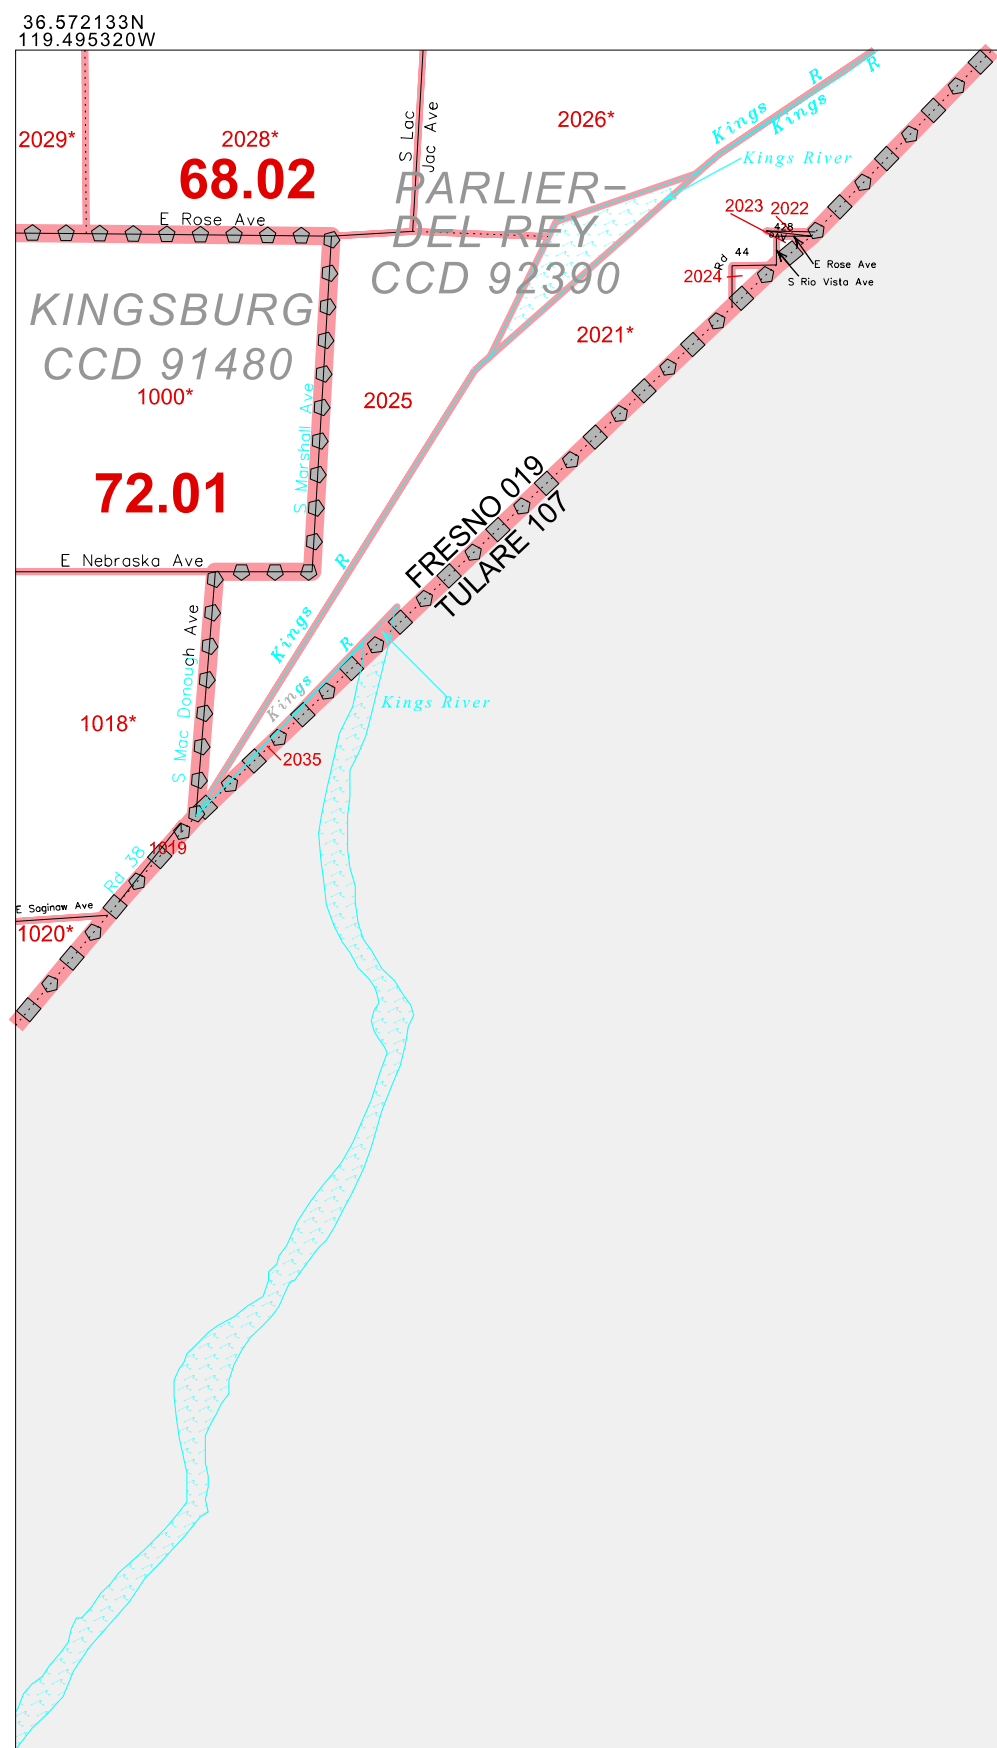 36.572133N
119.495320W
2029*
2028*
68.02
E Rose Ave
S Lac
Jac Ave
2026*
Kings R
Kings R
Kings River
PARLIER-
DEL REY
CCD 92390
2023
2022
428
Rd 44
2024
E Rose Ave
S Rio Vista Ave
2021*
KINGSBURG
CCD 91480
1000*
2025
S Marshall Ave
72.01
FRESNO 019
TULARE 107
E Nebraska Ave
Kings R
Kings R
Kings River
S Mac Donough Ave
1018*
2035
1019
Rd 38
E Saginaw Ave
1020*